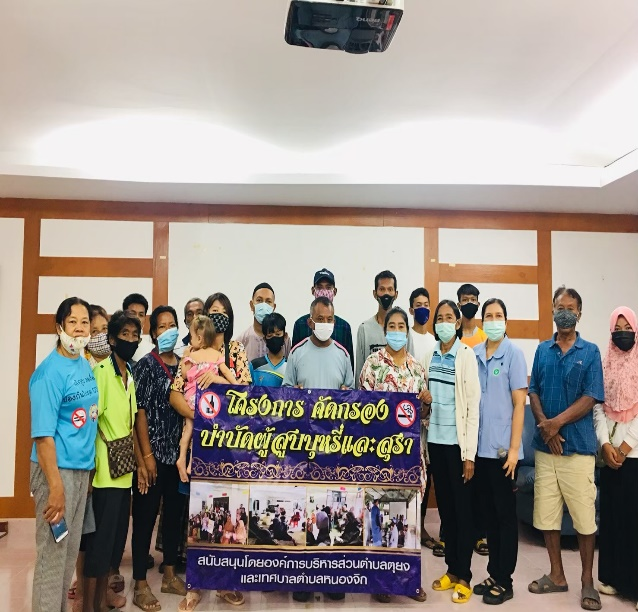 โครงการ คัดกรอง
บำบัดผู้สูบบุหรี่และสุรา
สนับสนุนโดยองค์การบริหารส่วนตำบลตุยง
และเทศบาลตำบลหนองจิก
BenQ